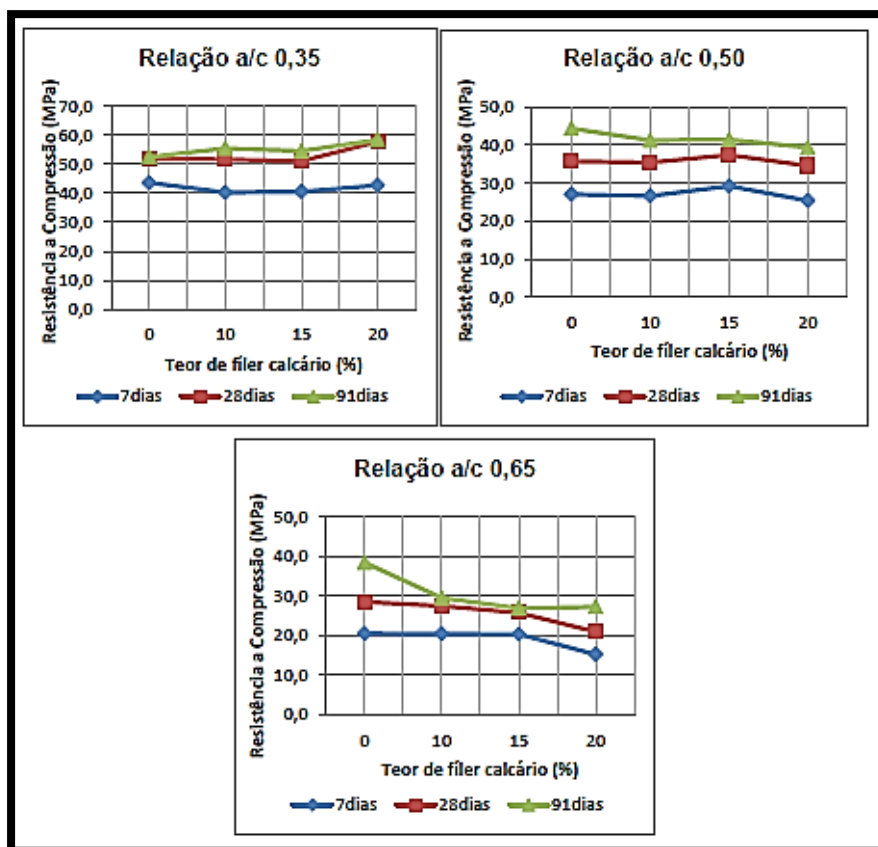 Relação a/c 0,35
Resistência a Compressão (MPa)
70,0
60,0
50,0
40,0
30,0
20,0
10,0
0,0
0 10 15 20
Teor de fíler calcário (%)
7dias 28dias 91dias
Relação a/c 0,50
Resistência a Compressão (MPa)
50,0
40,0
30,0
20,0
10,0
0,0
0 10 15 20
Teor de fíler calcário (%)
7dias 28dias 91dias
Relação a/c 0,65
Resistência a Compressão (MPa)
50,0
40,0
30,0
20,0
10,0
0,0
0 10 15 20
Teor de fíler calcário (%)
7dias 28dias 91dias